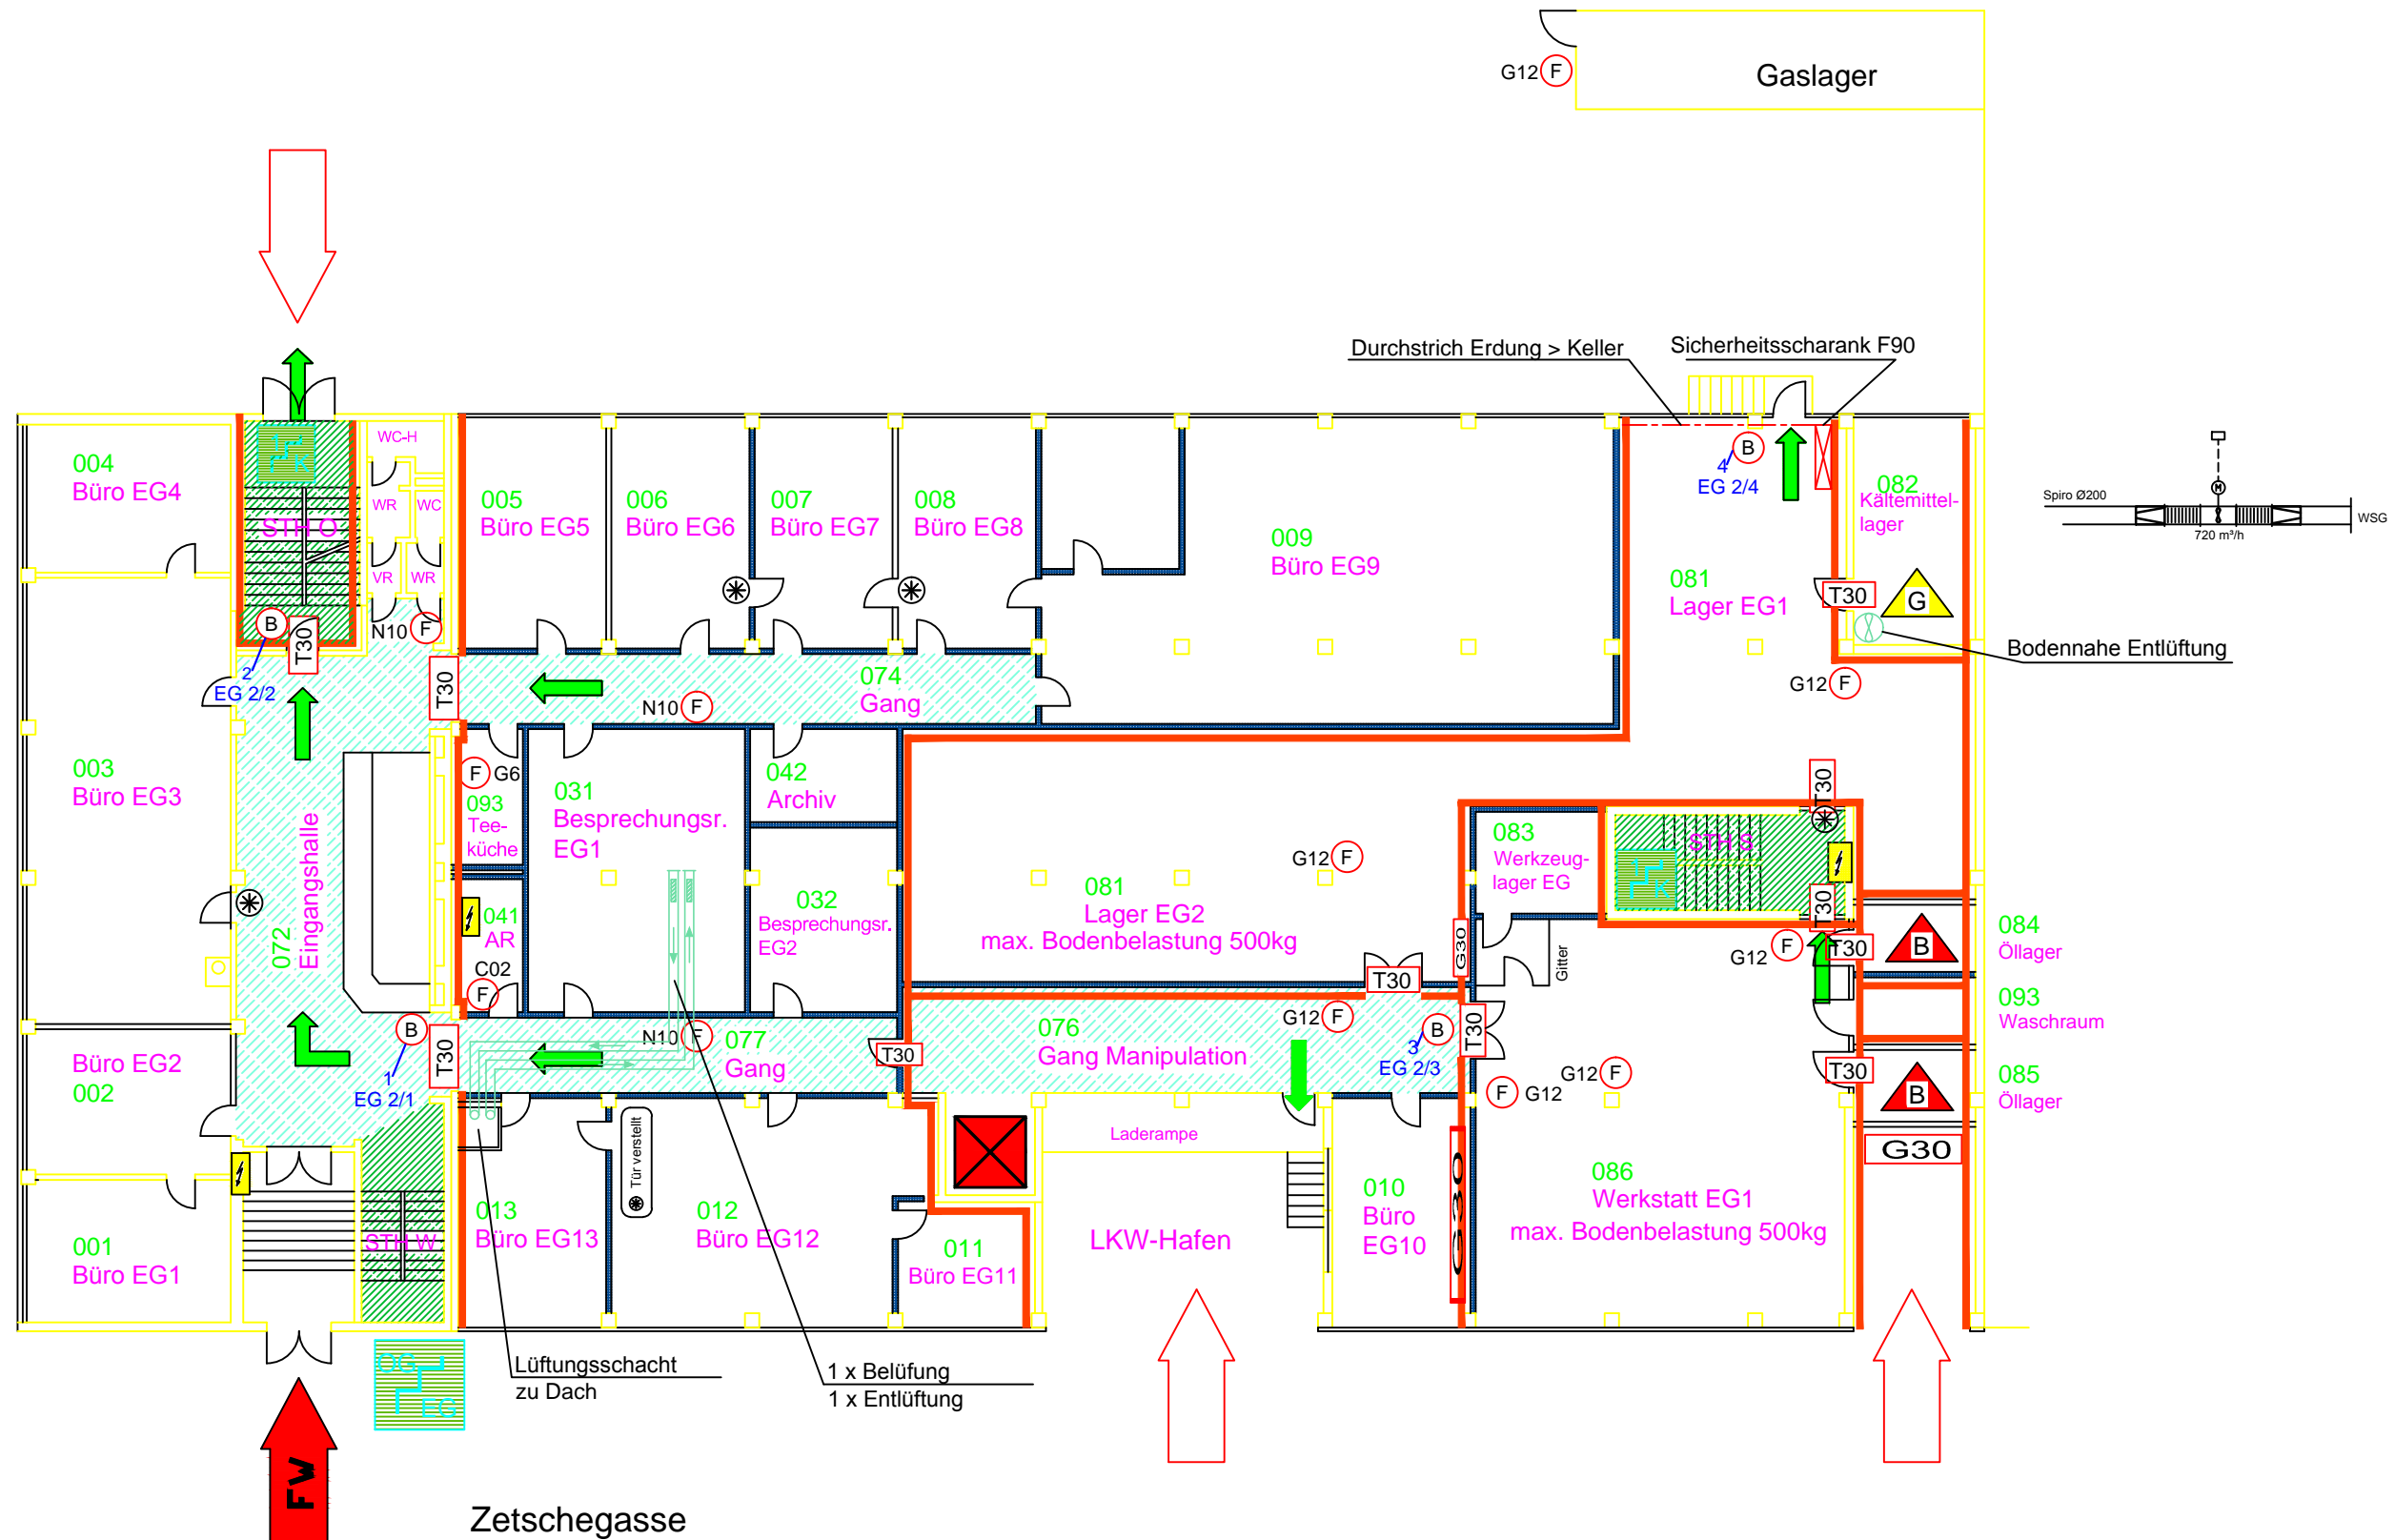 Gaslager
G12 F
Durchstrich Erdung > Keller
Sicherheitsscharank F90
004
Büro EG4
K
STH O
WC-H
WR
WC
VR
WR
005
Büro EG5
006
Büro EG6
007
Büro EG7
008
Büro EG8
009
Büro EG9
B
4
EG 2/4
081
Lager EG1
082
Kältemittel-
lager
G
T30
Spiro Ø200
M
720 m³/h
WSG
Bodennahe Entlüftung
B
2
EG 2/2
T30
N10 F
T30
074
Gang
N10 F
G12 F
003
Büro EG3
072
Eingangshalle
F G6
093
Tee-
küche
031
Besprechungsr.
EG1
042
Archiv
032
Besprechungsr.
EG2
041
AR
C02
F
G12 F
081
Lager EG2
max. Bodenbelastung 500kg
083
Werkzeug-
lager EG
Gitter
G30
T30
STH S
K
T30
T30
G12 F
T30
B
084
Öllager
093
Waschraum
T30
B
085
Öllager
G30
Büro EG2
002
B
1
EG 2/1
T30
N10 F
077
Gang
T30
076
Gang Manipulation
G12 F
B
3
EG 2/3
T30
F G12
G12 F
001
Büro EG1
STH W
013
Büro EG13
Tür verstellt
012
Büro EG12
011
Büro EG11
Laderampe
LKW-Hafen
010
Büro
EG10
G30
086
Werkstatt EG1
max. Bodenbelastung 500kg
OG
EG
Lüftungsschacht
zu Dach
1 x Belüfung
1 x Entlüftung
FW
Zetschegasse